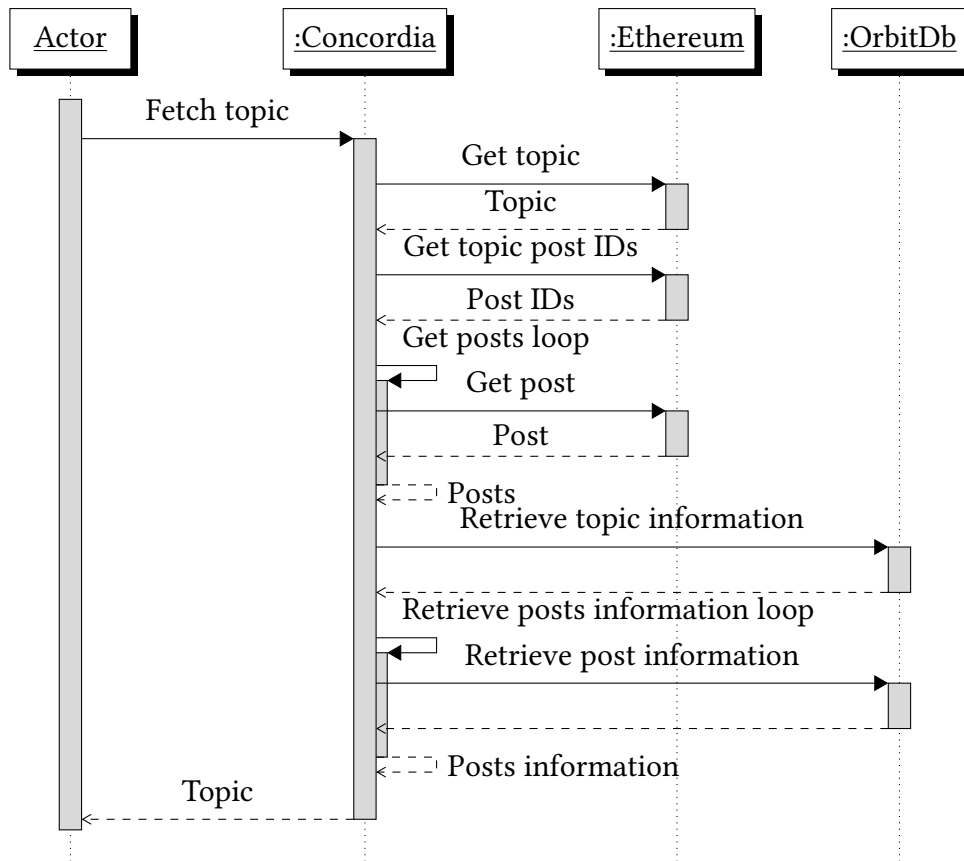 Actor
:Concordia
:Ethereum
:OrbitDb
Fetch topic
Get topic
Topic
Get topic post IDs
Post IDs
Get posts loop
Get post
Post
Posts
Retrieve topic information
Retrieve posts information loop
Retrieve post information
Posts information
Topic